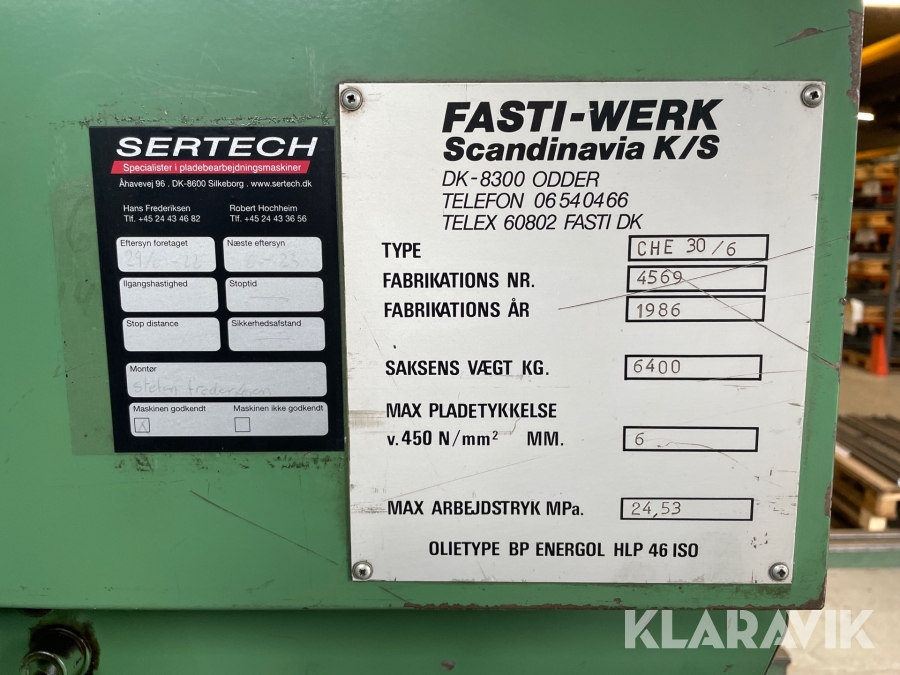 SERTECH
Specialister i pladebearbejdningsmaskiner
Åhavevej 96 . DK-8600 Silkeborg . www.sertech.dk
Hans Frederiksen Robert Hochheim
Tlf. +45 24 43 46 82 Tlf. +45 24 43 36 56
Eftersyn foretaget Næste eftersyn
-22 -23
Ilgangshastighed Stoptid
Stop distance Sikkerhedsafstand
Montør
Maskinen godkendt Maskinen ikke godkendt
X
FASTI-WERK
Scandinavia K/S
DK-8300 ODDER
TELEFON 06 54 04 66
TELEX 60802 FASTI DK
TYPE CHE 30/6
FABRIKATIONS NR. 4569
FABRIKATIONS ÅR 1986
SAKSENS VÆGT KG. 6400
MAX PLADETYKKELSE
v. 450 N/mm² MM. 6
MAX ARBEJDSTRYK MPa. 24,53
OLIETYPE BP ENERGOL HLP 46 ISO
KLARAVIK